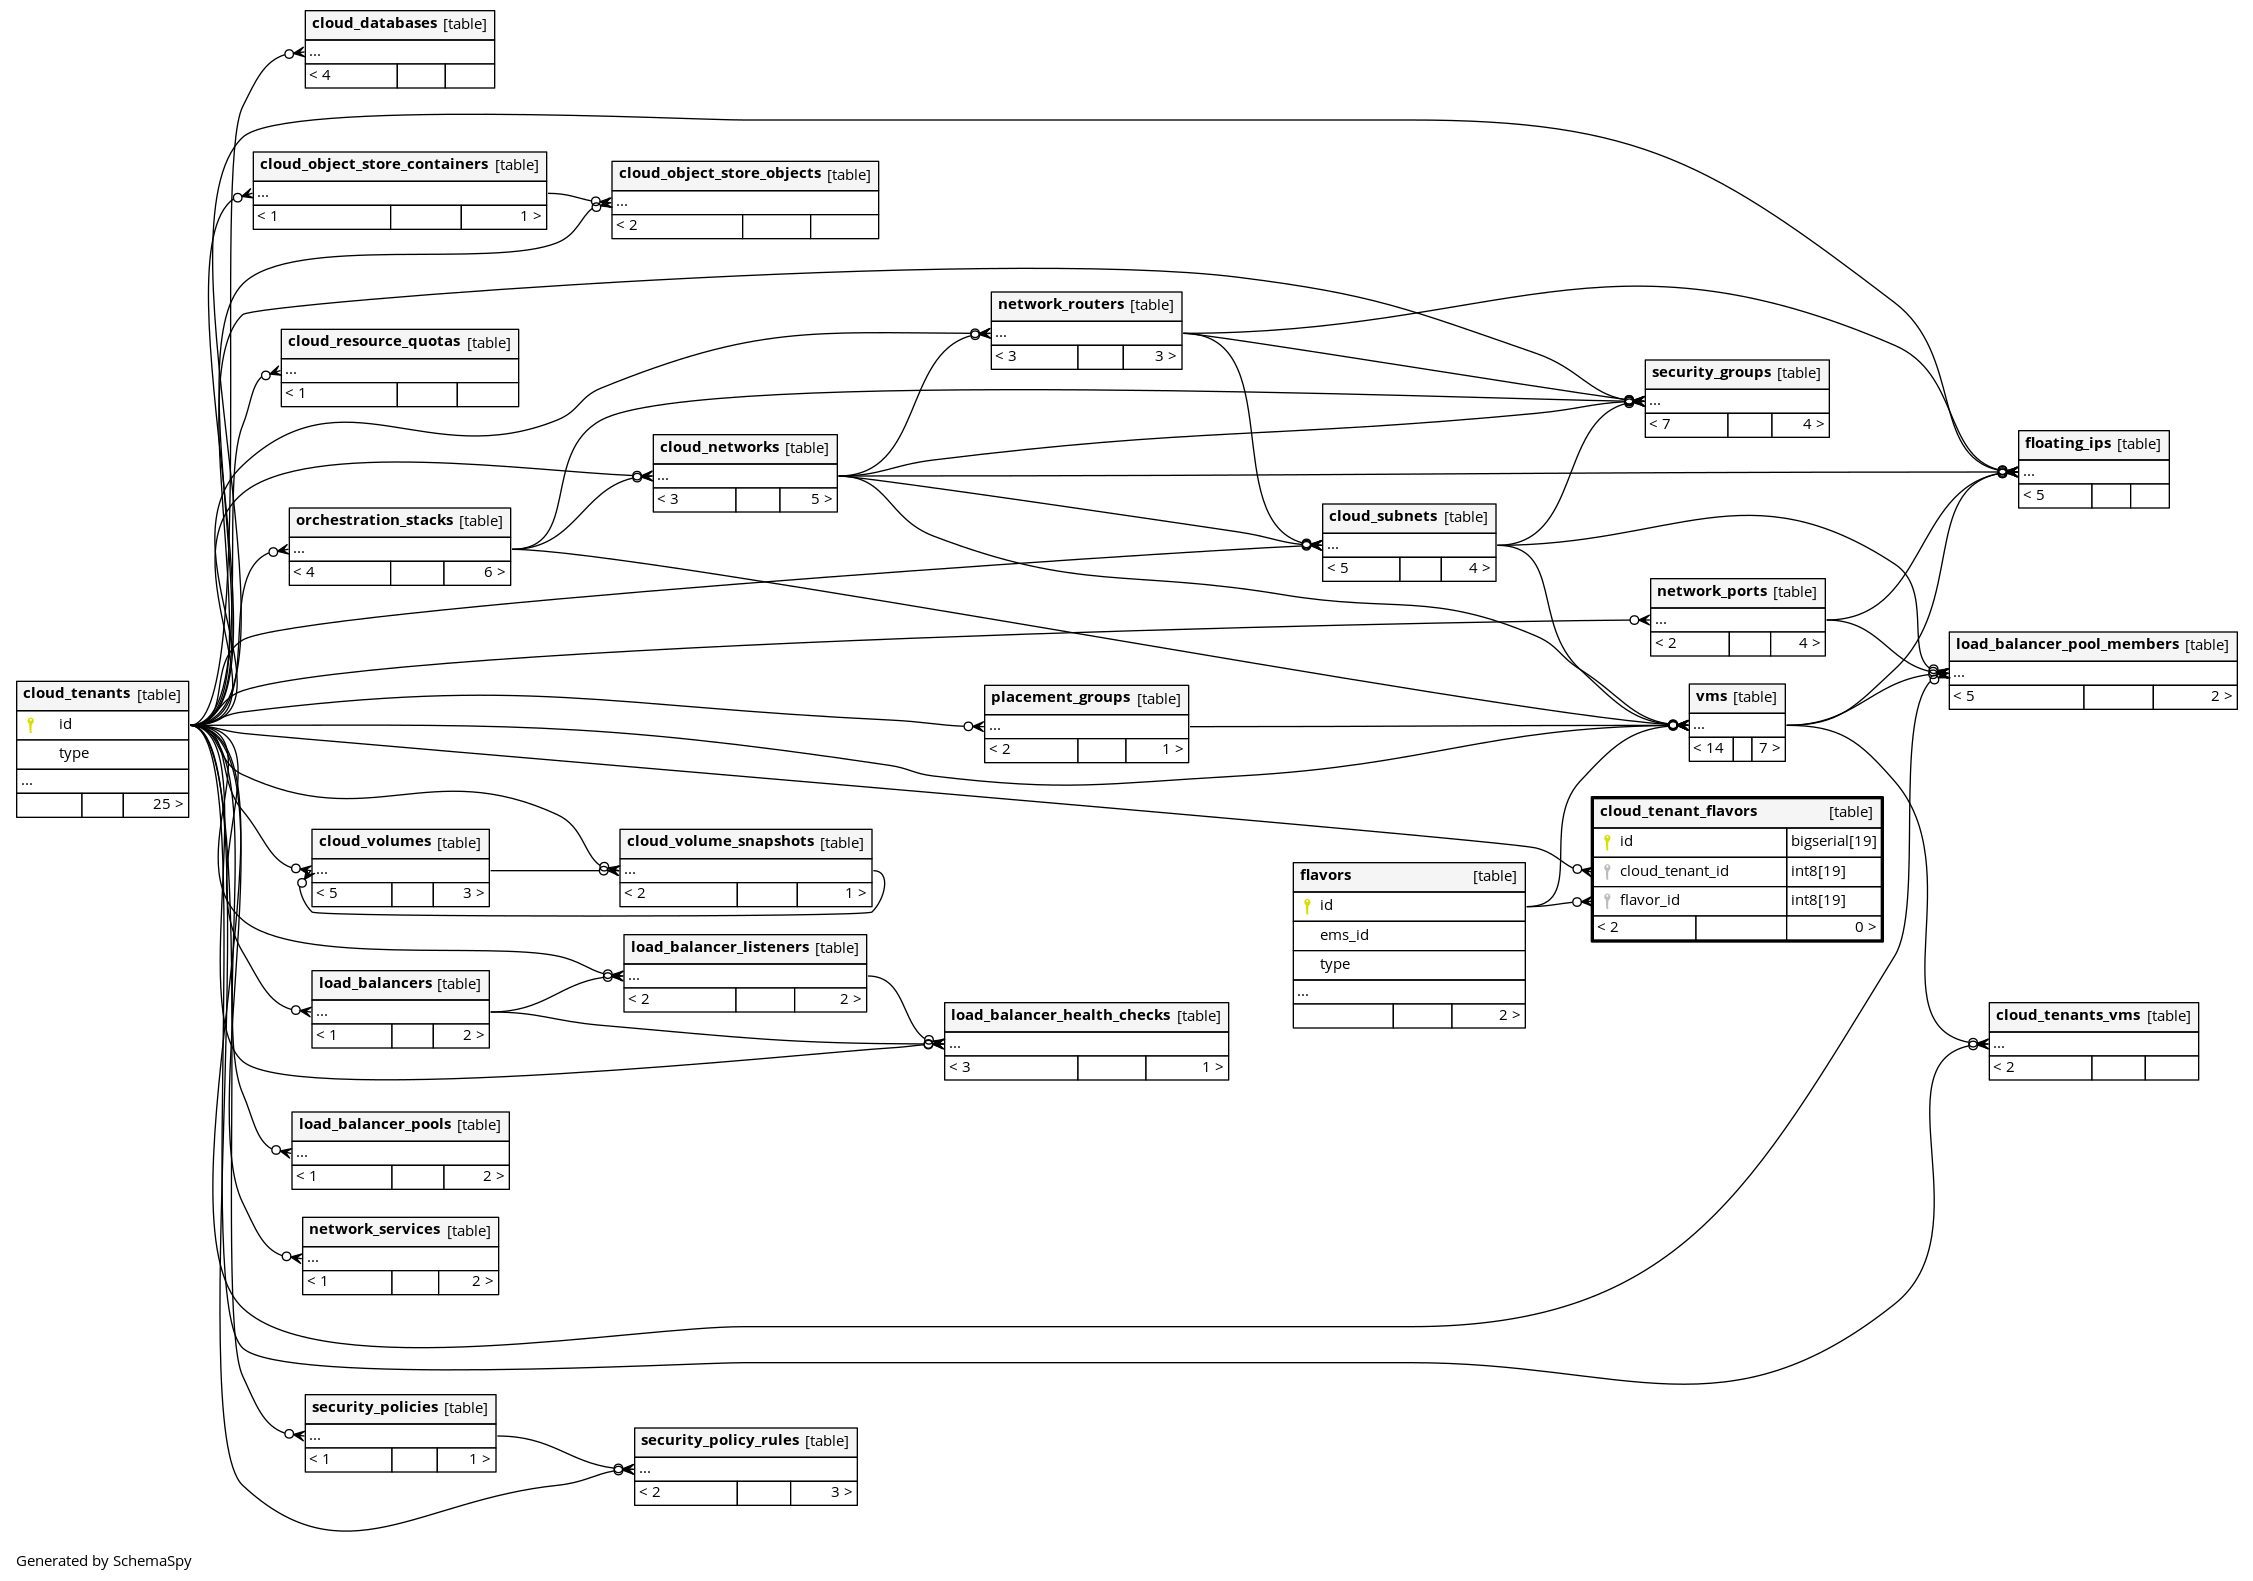 cloud_databases [table]
...
< 4
cloud_object_store_containers [table]
...
< 1 1 >
cloud_object_store_objects [table]
...
< 2
network_routers [table]
...
< 3 3 >
cloud_resource_quotas [table]
...
< 1
security_groups [table]
...
< 7 4 >
cloud_networks [table]
...
< 3 5 >
floating_ips [table]
...
< 5
orchestration_stacks [table]
...
< 4 6 >
cloud_subnets [table]
...
< 5 4 >
network_ports [table]
...
< 2 4 >
load_balancer_pool_members [table]
...
< 5 2 >
cloud_tenants [table]
id
type
...
25 >
placement_groups [table]
...
< 2 1 >
vms [table]
...
< 14 7 >
cloud_tenant_flavors [table]
id bigserial[19]
cloud_tenant_id int8[19]
flavor_id int8[19]
< 2 0 >
cloud_volumes [table]
...
< 5 3 >
cloud_volume_snapshots [table]
...
< 2 1 >
flavors [table]
id
ems_id
type
...
2 >
load_balancer_listeners [table]
...
< 2 2 >
load_balancers [table]
...
< 1 2 >
load_balancer_health_checks [table]
...
< 3 1 >
cloud_tenants_vms [table]
...
< 2
load_balancer_pools [table]
...
< 1 2 >
network_services [table]
...
< 1 2 >
security_policies [table]
...
< 1 1 >
security_policy_rules [table]
...
< 2 3 >
Generated by SchemaSpy